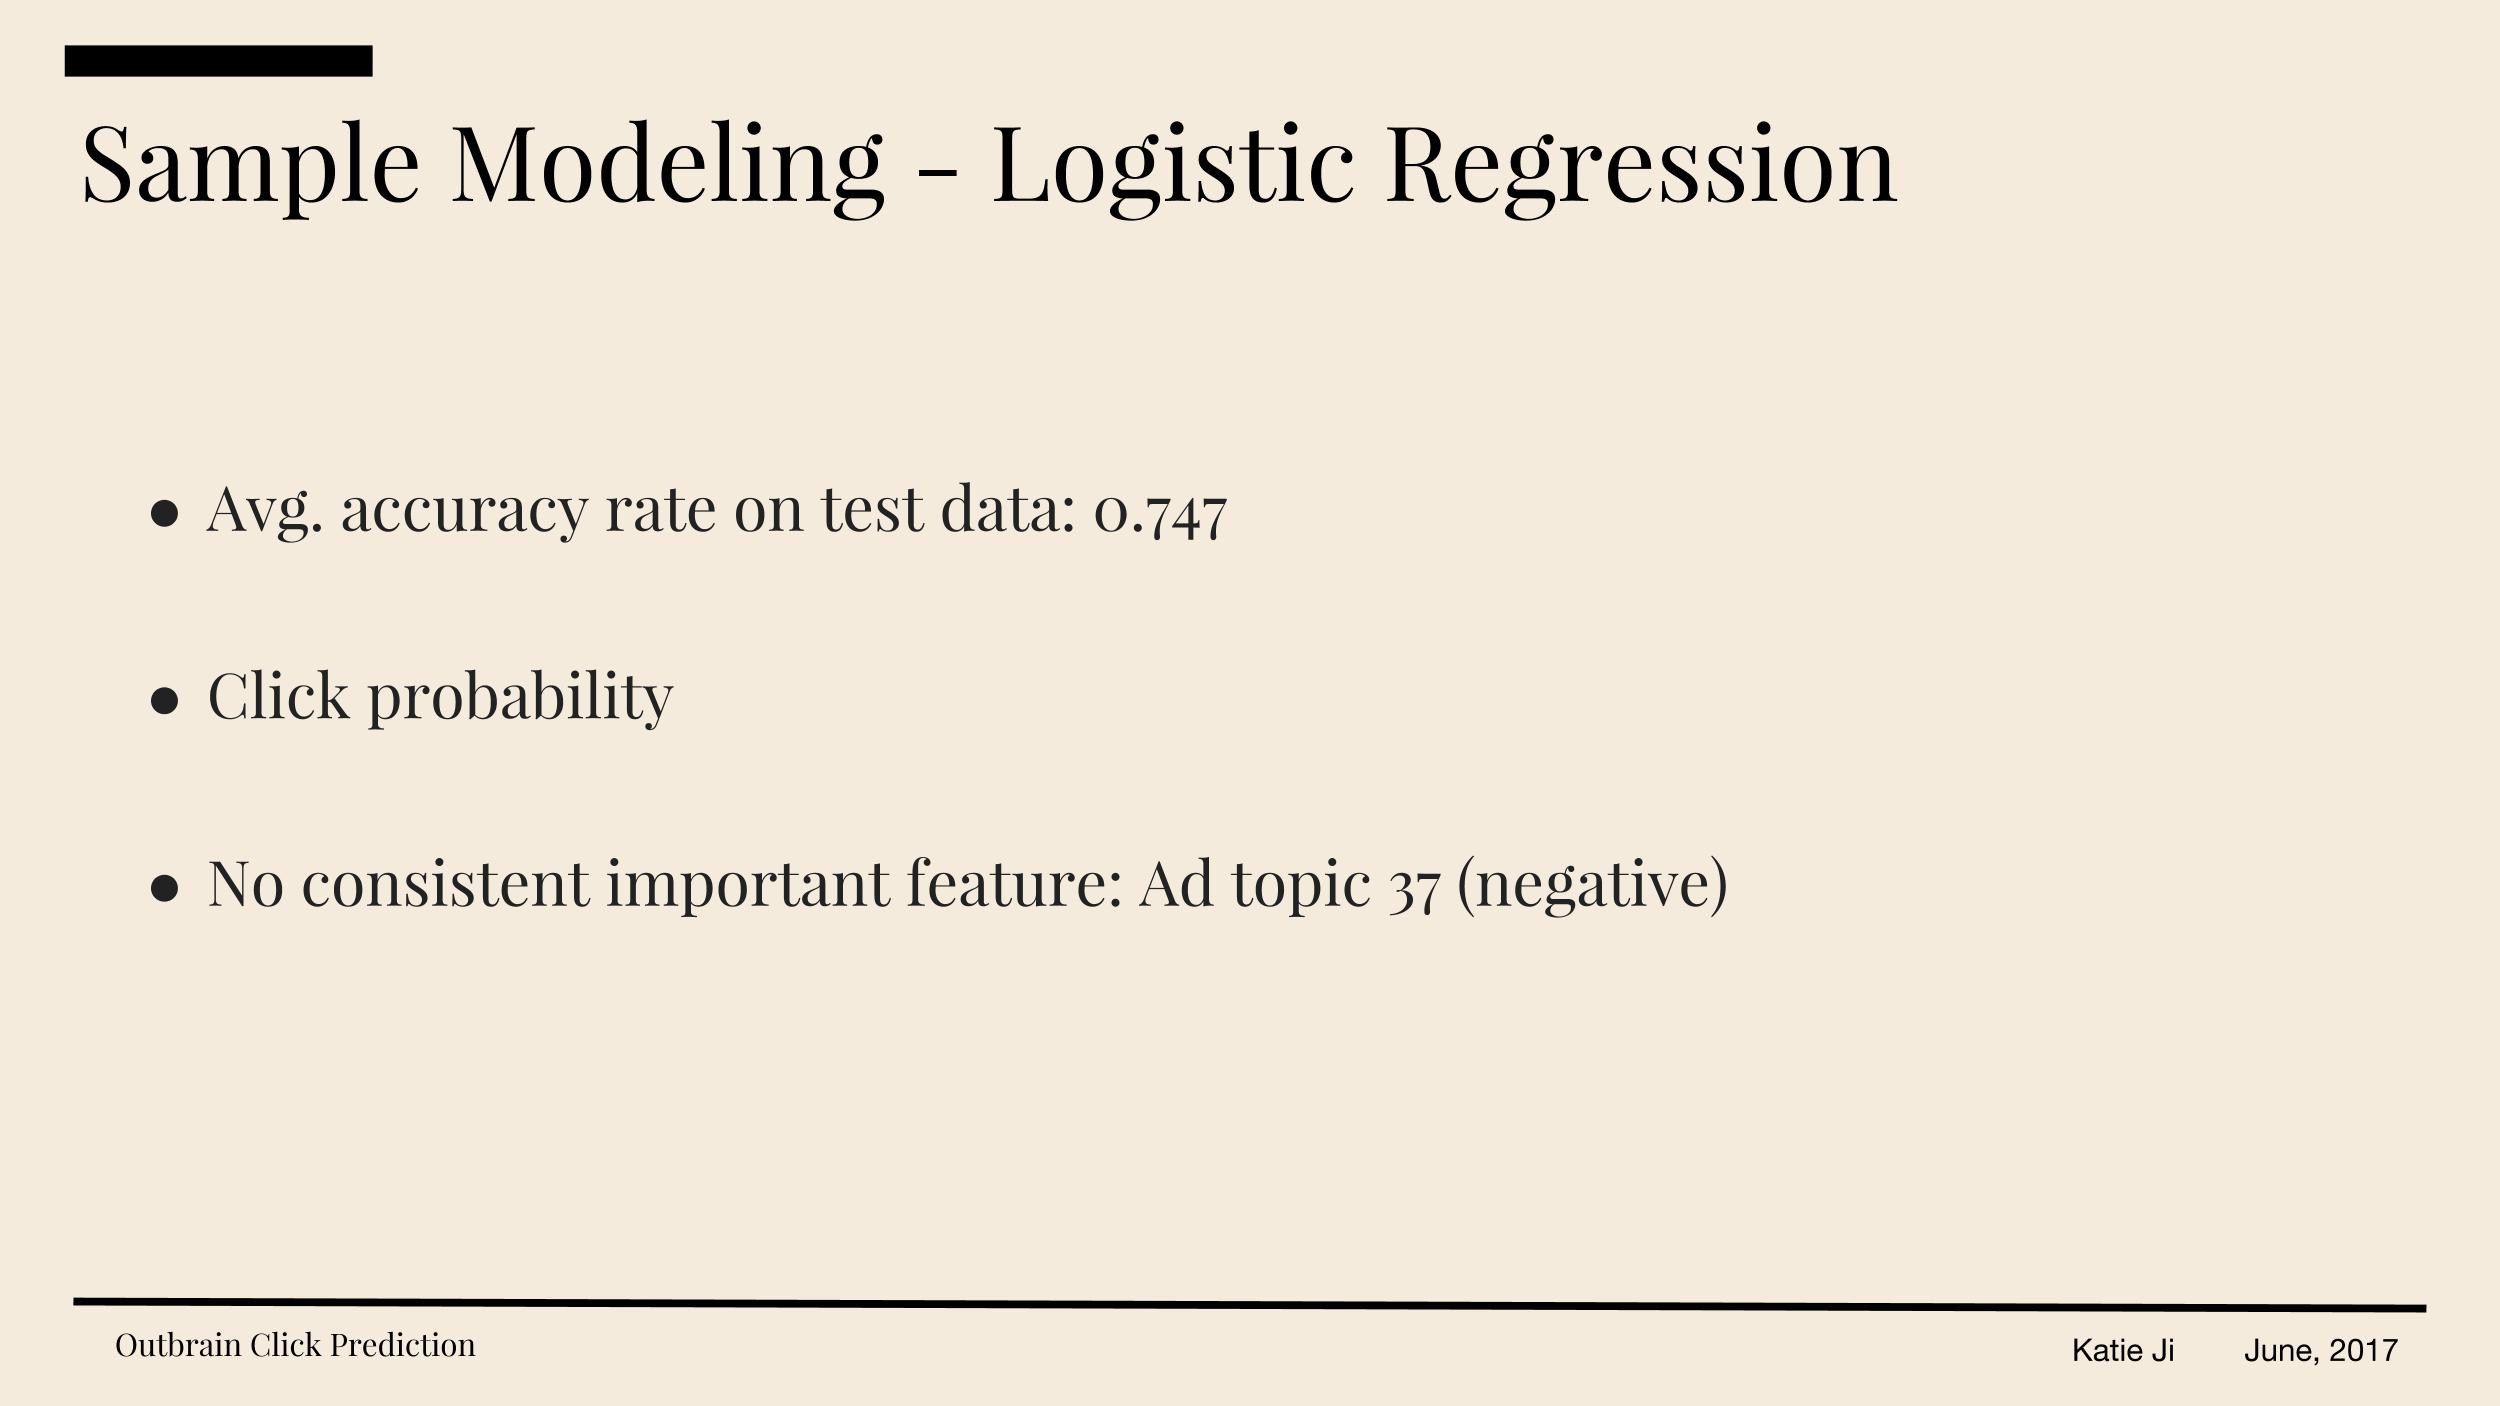 Sample Modeling – Logistic Regression
● Avg. accuracy rate on test data: 0.747
● Click probability
● No consistent important feature: Ad topic 37 (negative)
Outbrain Click Prediction
Katie Ji June, 2017